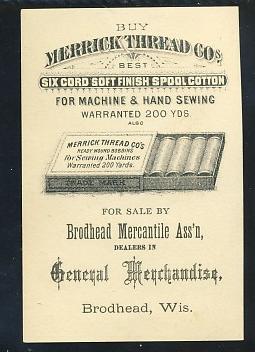 BUY
MERRICK THREAD CO'S
BEST
SIX CORD SOFT FINISH SPOOL COTTON
FOR MACHINE & HAND SEWING
WARRANTED 200 YDS.
ALSO
MERRICK THREAD CO'S
READY WOUND BOBBINS
for Sewing Machines
Warranted 200 Yards.
TRADE MARK
FOR SALE BY
Brodhead Mercantile Ass'n,
DEALERS IN
General Merchandise,
Brodhead, Wis.